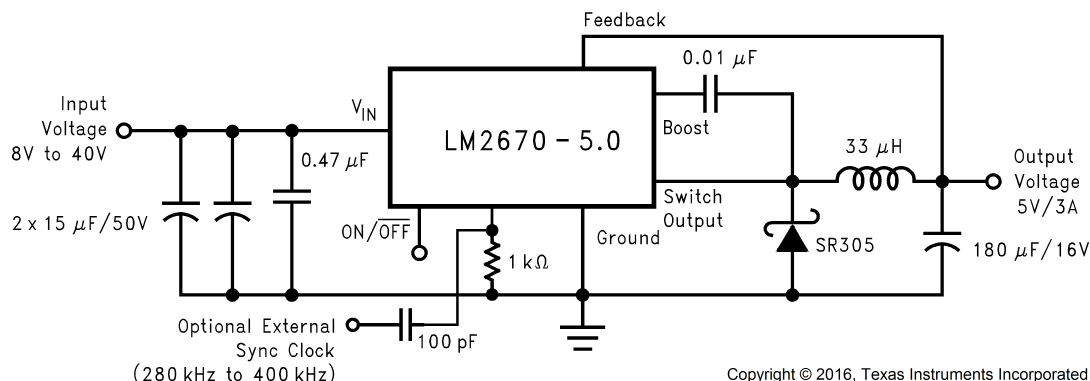 Feedback
0.01 μF
Input
Voltage
8V to 40V
VIN
LM2670 - 5.0
Boost
33 μH
Output
Voltage
5V/3A
0.47 μF
Switch
Output
2 x 15 μF/50V
ON/OFF
Ground
1 kΩ
SR305
180 μF/16V
Optional External
Sync Clock
(280 kHz to 400 kHz)
100 pF
Copyright © 2016, Texas Instruments Incorporated